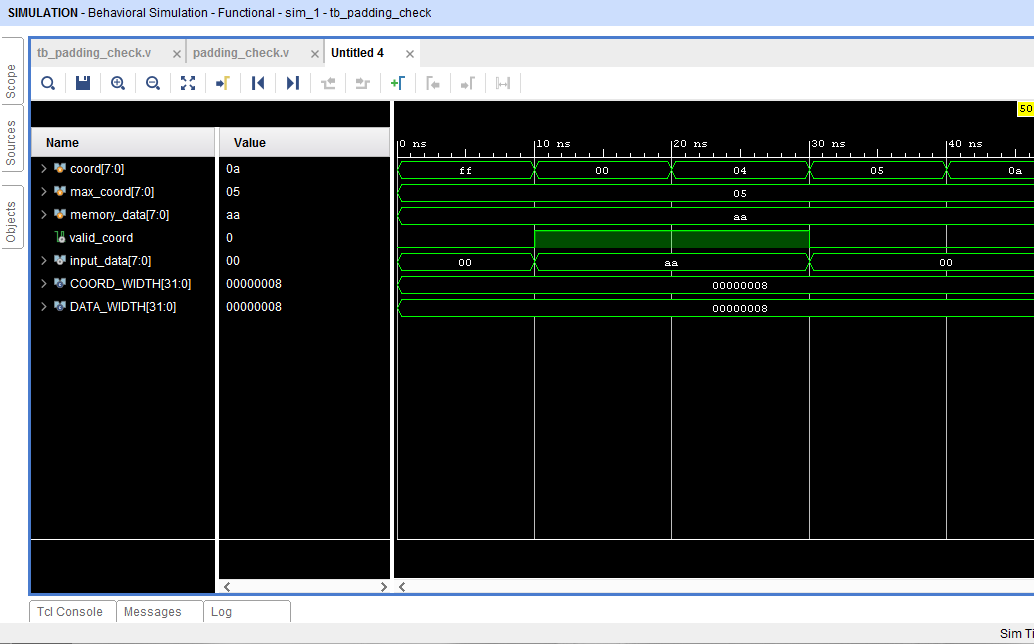 SIMULATION - Behavioral Simulation - Functional - sim_1 - tb_padding_check
Scope
Sources
Objects
tb_padding_check.v padding_check.v Untitled 4
50
Name Value
0 ns 10 ns 20 ns 30 ns 40 ns
coord[7:0] 0a ff 00 04 05 0a
max_coord[7:0] 05 05
memory_data[7:0] aa aa
valid_coord 0
input_data[7:0] 00 00 aa 00
COORD_WIDTH[31:0] 00000008 00000008
DATA_WIDTH[31:0] 00000008 00000008
Tcl Console Messages Log
Sim Ti